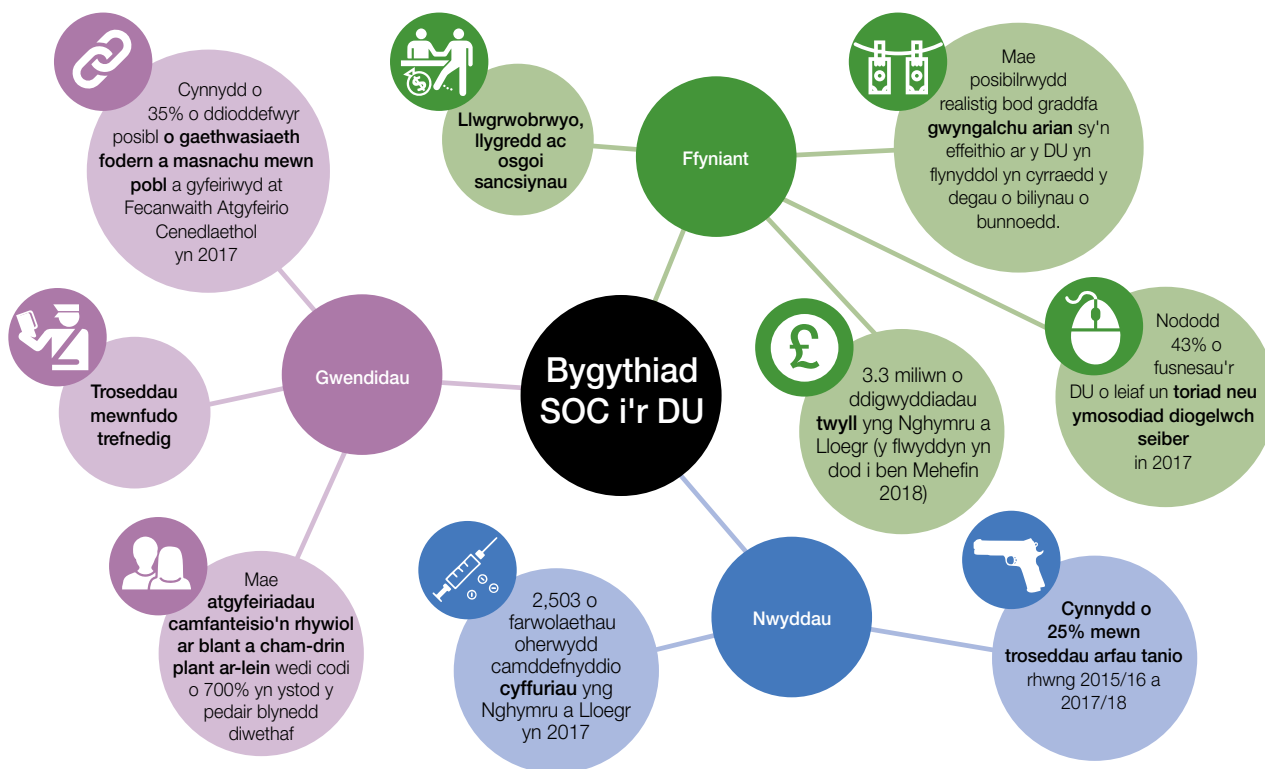 Cynnydd o
35% o ddioddefwyr
posibl o gaethwasiaeth
fodern a masnachu mewn
pobl a gyfeiriwyd at
Fecanwaith Atgyfeirio
Cenedlaethol
yn 2017
Llwgrwobrwyo,
llygredd ac
osgoi
sancsiynau
Ffyniant
Mae
posibilrwydd
realistig bod graddfa
gwyngalchu arian sy'n
effeithio ar y DU yn
flynyddol yn cyrraedd y
degau o biliynau o
bunnoedd.
Troseddau
mewnfudo
trefnedig
Gwendidau
Bygythiad
SOC i'r DU
£
3.3 miliwn o
ddigwyddiadau
twyll yng Nghymru a
Lloegr (y flwyddyn yn
dod i ben Mehefin
2018)
Nododd
43% o
fusnesau'r
DU o leiaf un toriad neu
ymosodiad diogelwch
seiber
in 2017
Mae
atgyfeiriadau
camfanteisio'n rhywiol
ar blant a cham-drin
plant ar-lein wedi codi
o 700% yn ystod y
pedair blynedd
diwethaf
2,503 o
farwolaethau
oherwydd
camddefnyddio
cyffuriau yng
Nghymru a Lloegr
yn 2017
Nwyddau
Cynnydd o
25% mewn
troseddau arfau tanio
rhwng 2015/16 a
2017/18